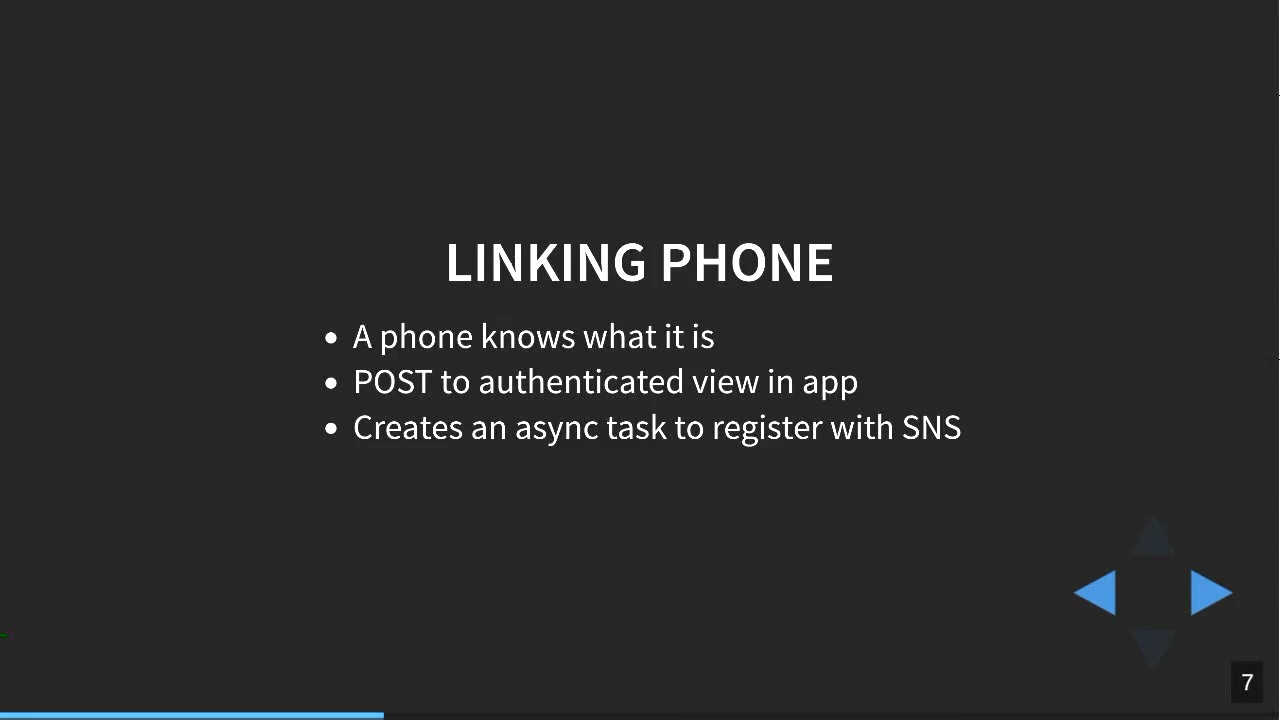 LINKING PHONE
A phone knows what it is
POST to authenticated view in app
Creates an async task to register with SNS
7